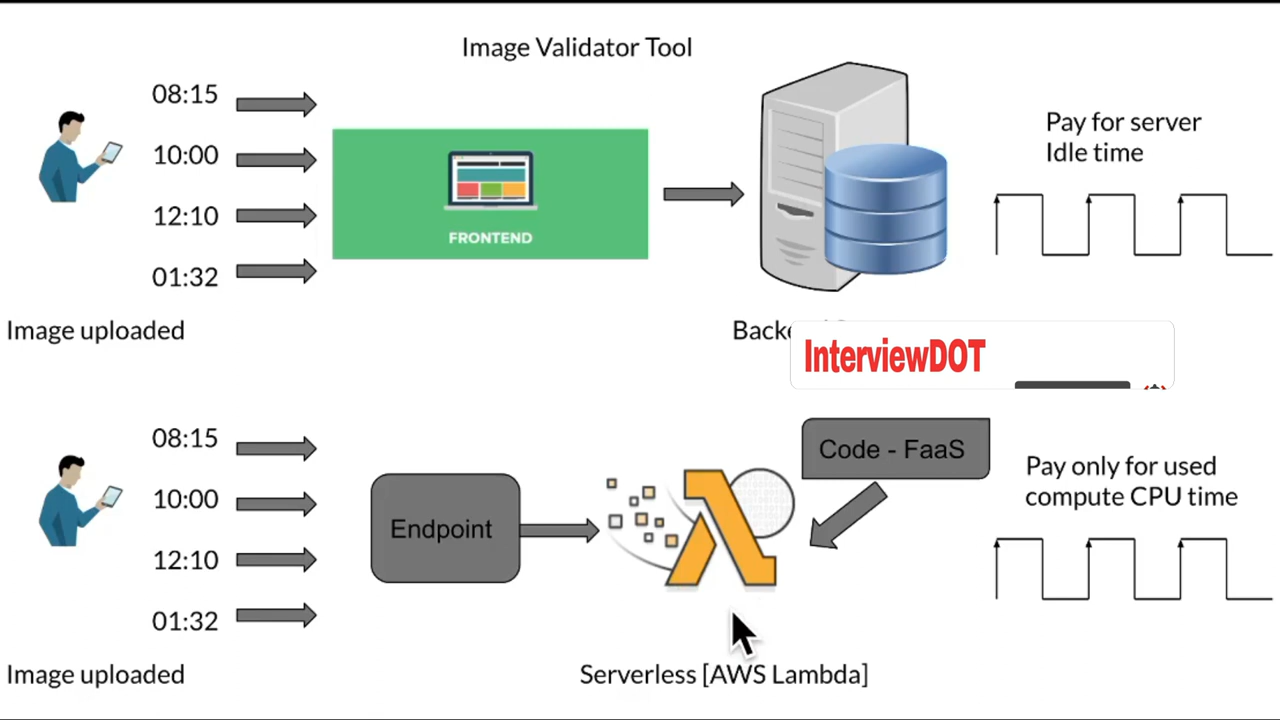 Image Validator Tool
08:15
10:00
12:10
01:32
Image uploaded
FRONTEND
Pay for server
Idle time
InterviewDOT
08:15
10:00
12:10
01:32
Image uploaded
Endpoint
Code - FaaS
Serverless [AWS Lambda]
Pay only for used
compute CPU time